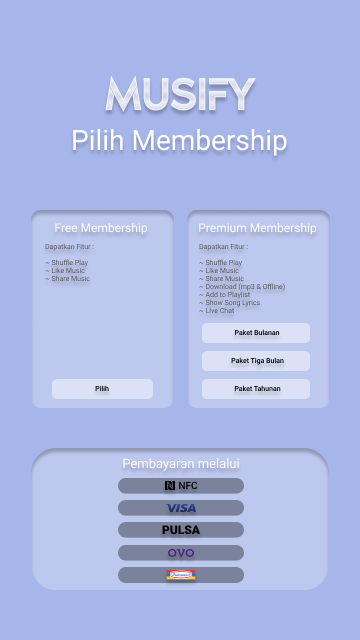 MUSIFY
Pilih Membership
Free Membership
Dapatkan Fitur :
~ Shuffle Play
~ Like Music
~ Share Music
Pilih
Premium Membership
Dapatkan Fitur :
~ Shuffle Play
~ Like Music
~ Share Music
~ Download (mp3 & Offline)
~ Add to Playlist
~ Show Song Lyrics
~ Live Chat
Paket Bulanan
Paket Tiga Bulan
Paket Tahunan
Pembayaran melalui
NFC
VISA
PULSA
OVO